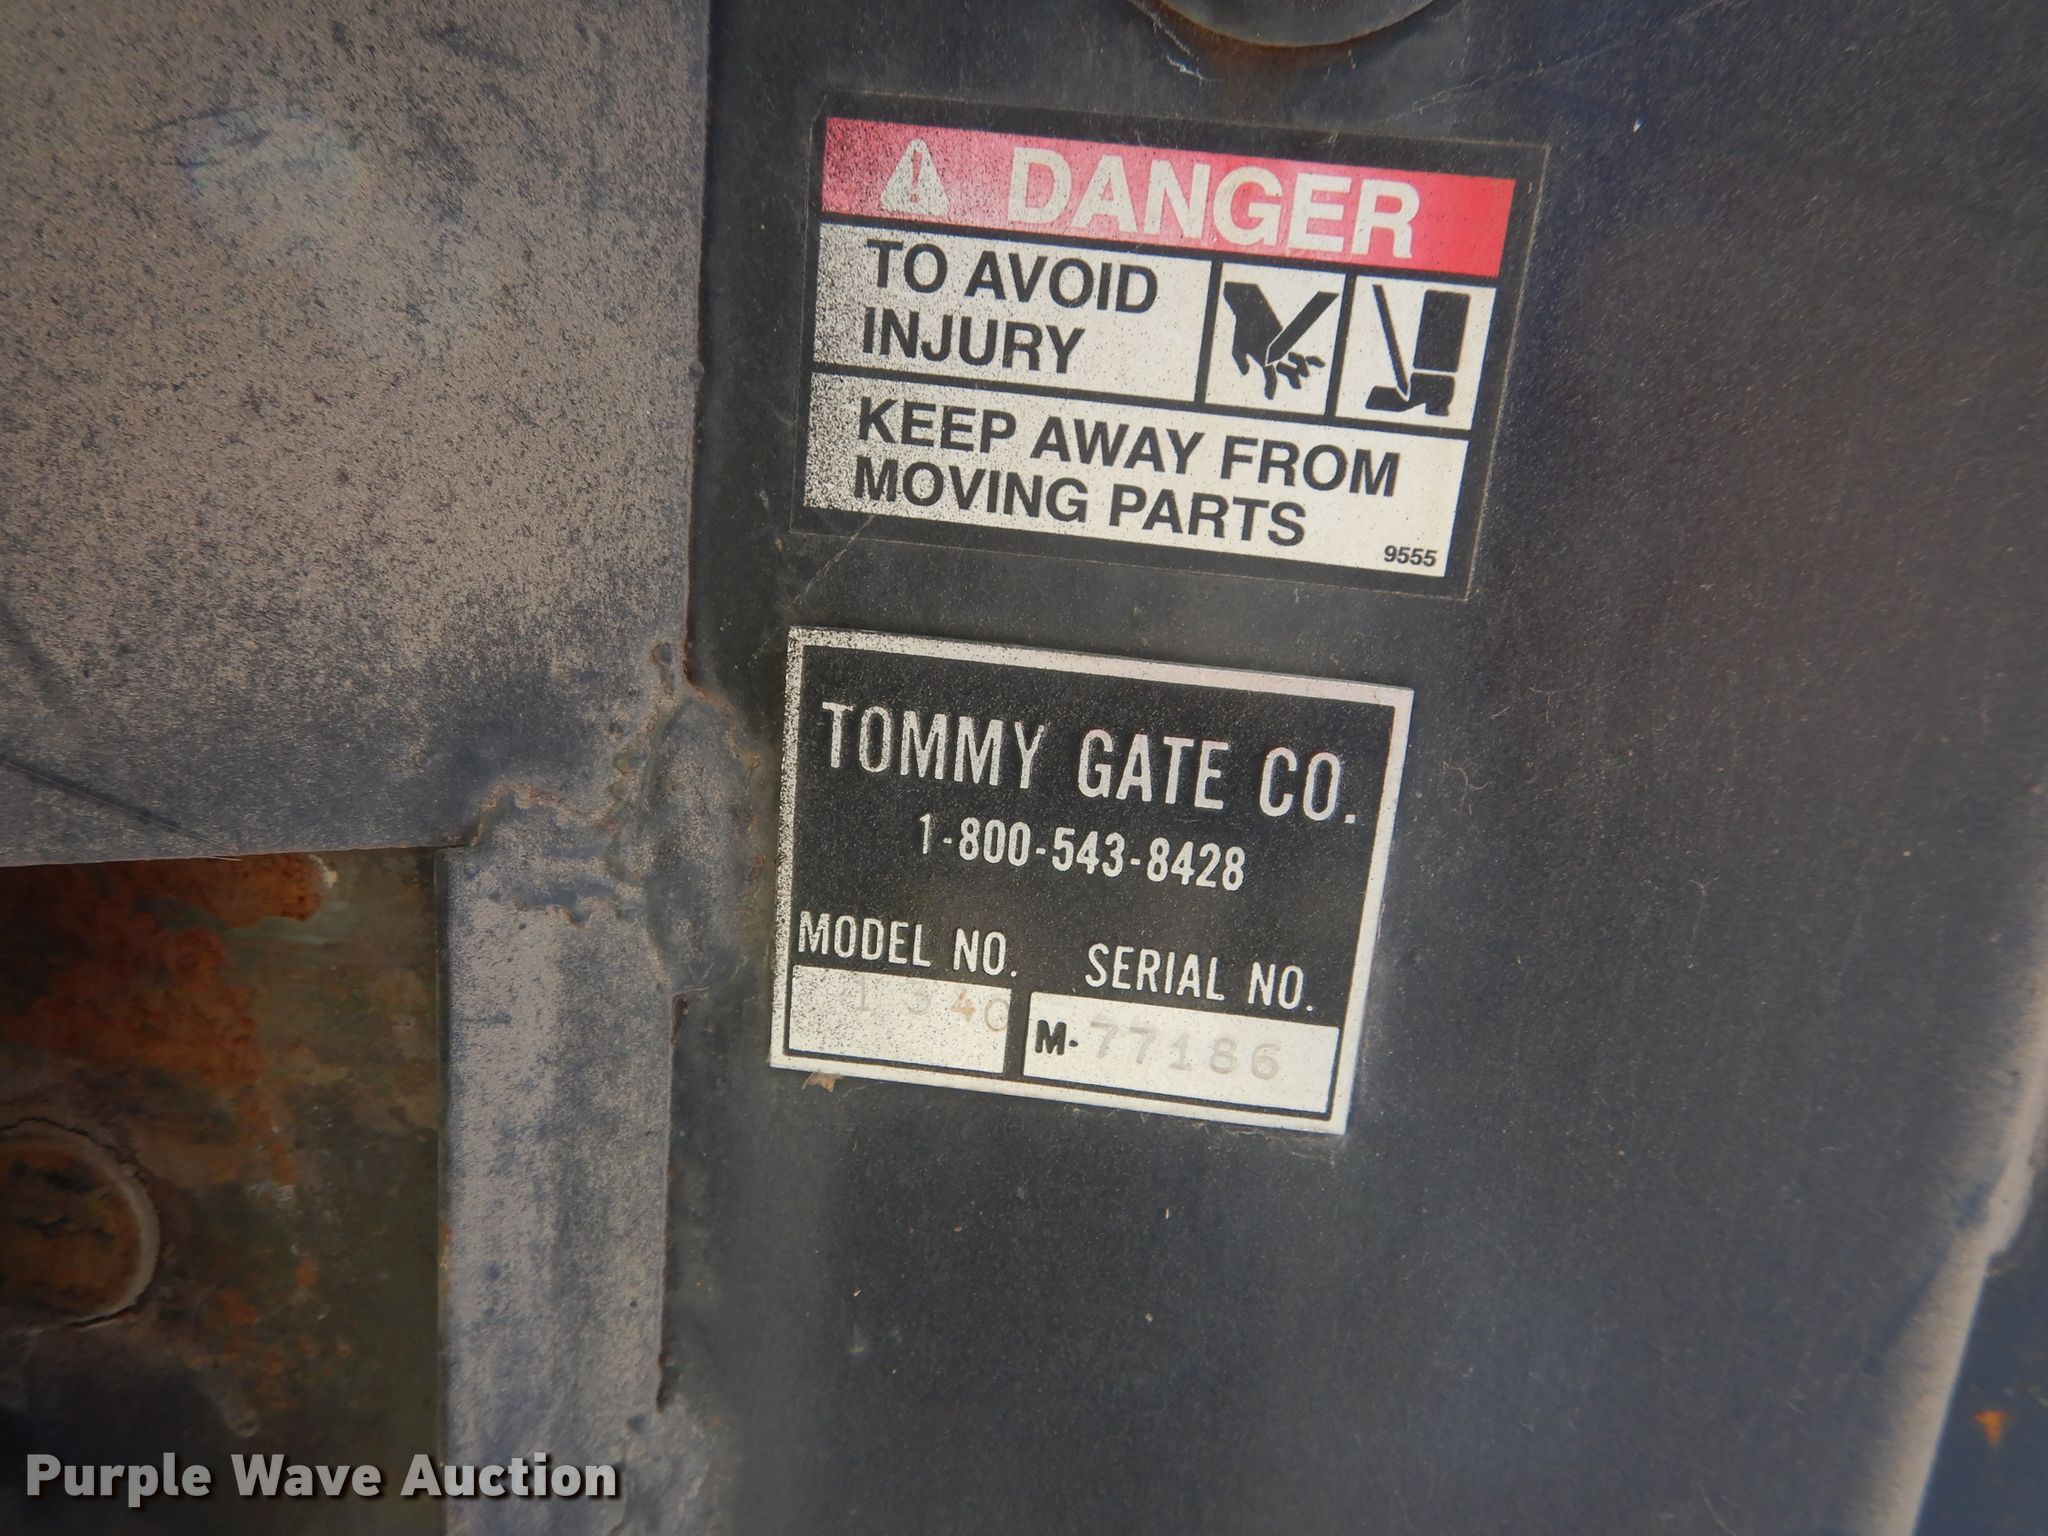 DANGER
TO AVOID
INJURY
KEEP AWAY FROM
MOVING PARTS
9555
TOMMY GATE CO.
1-800-543-8428
MODEL NO. SERIAL NO.
1340 M-77186
Purple Wave Auction